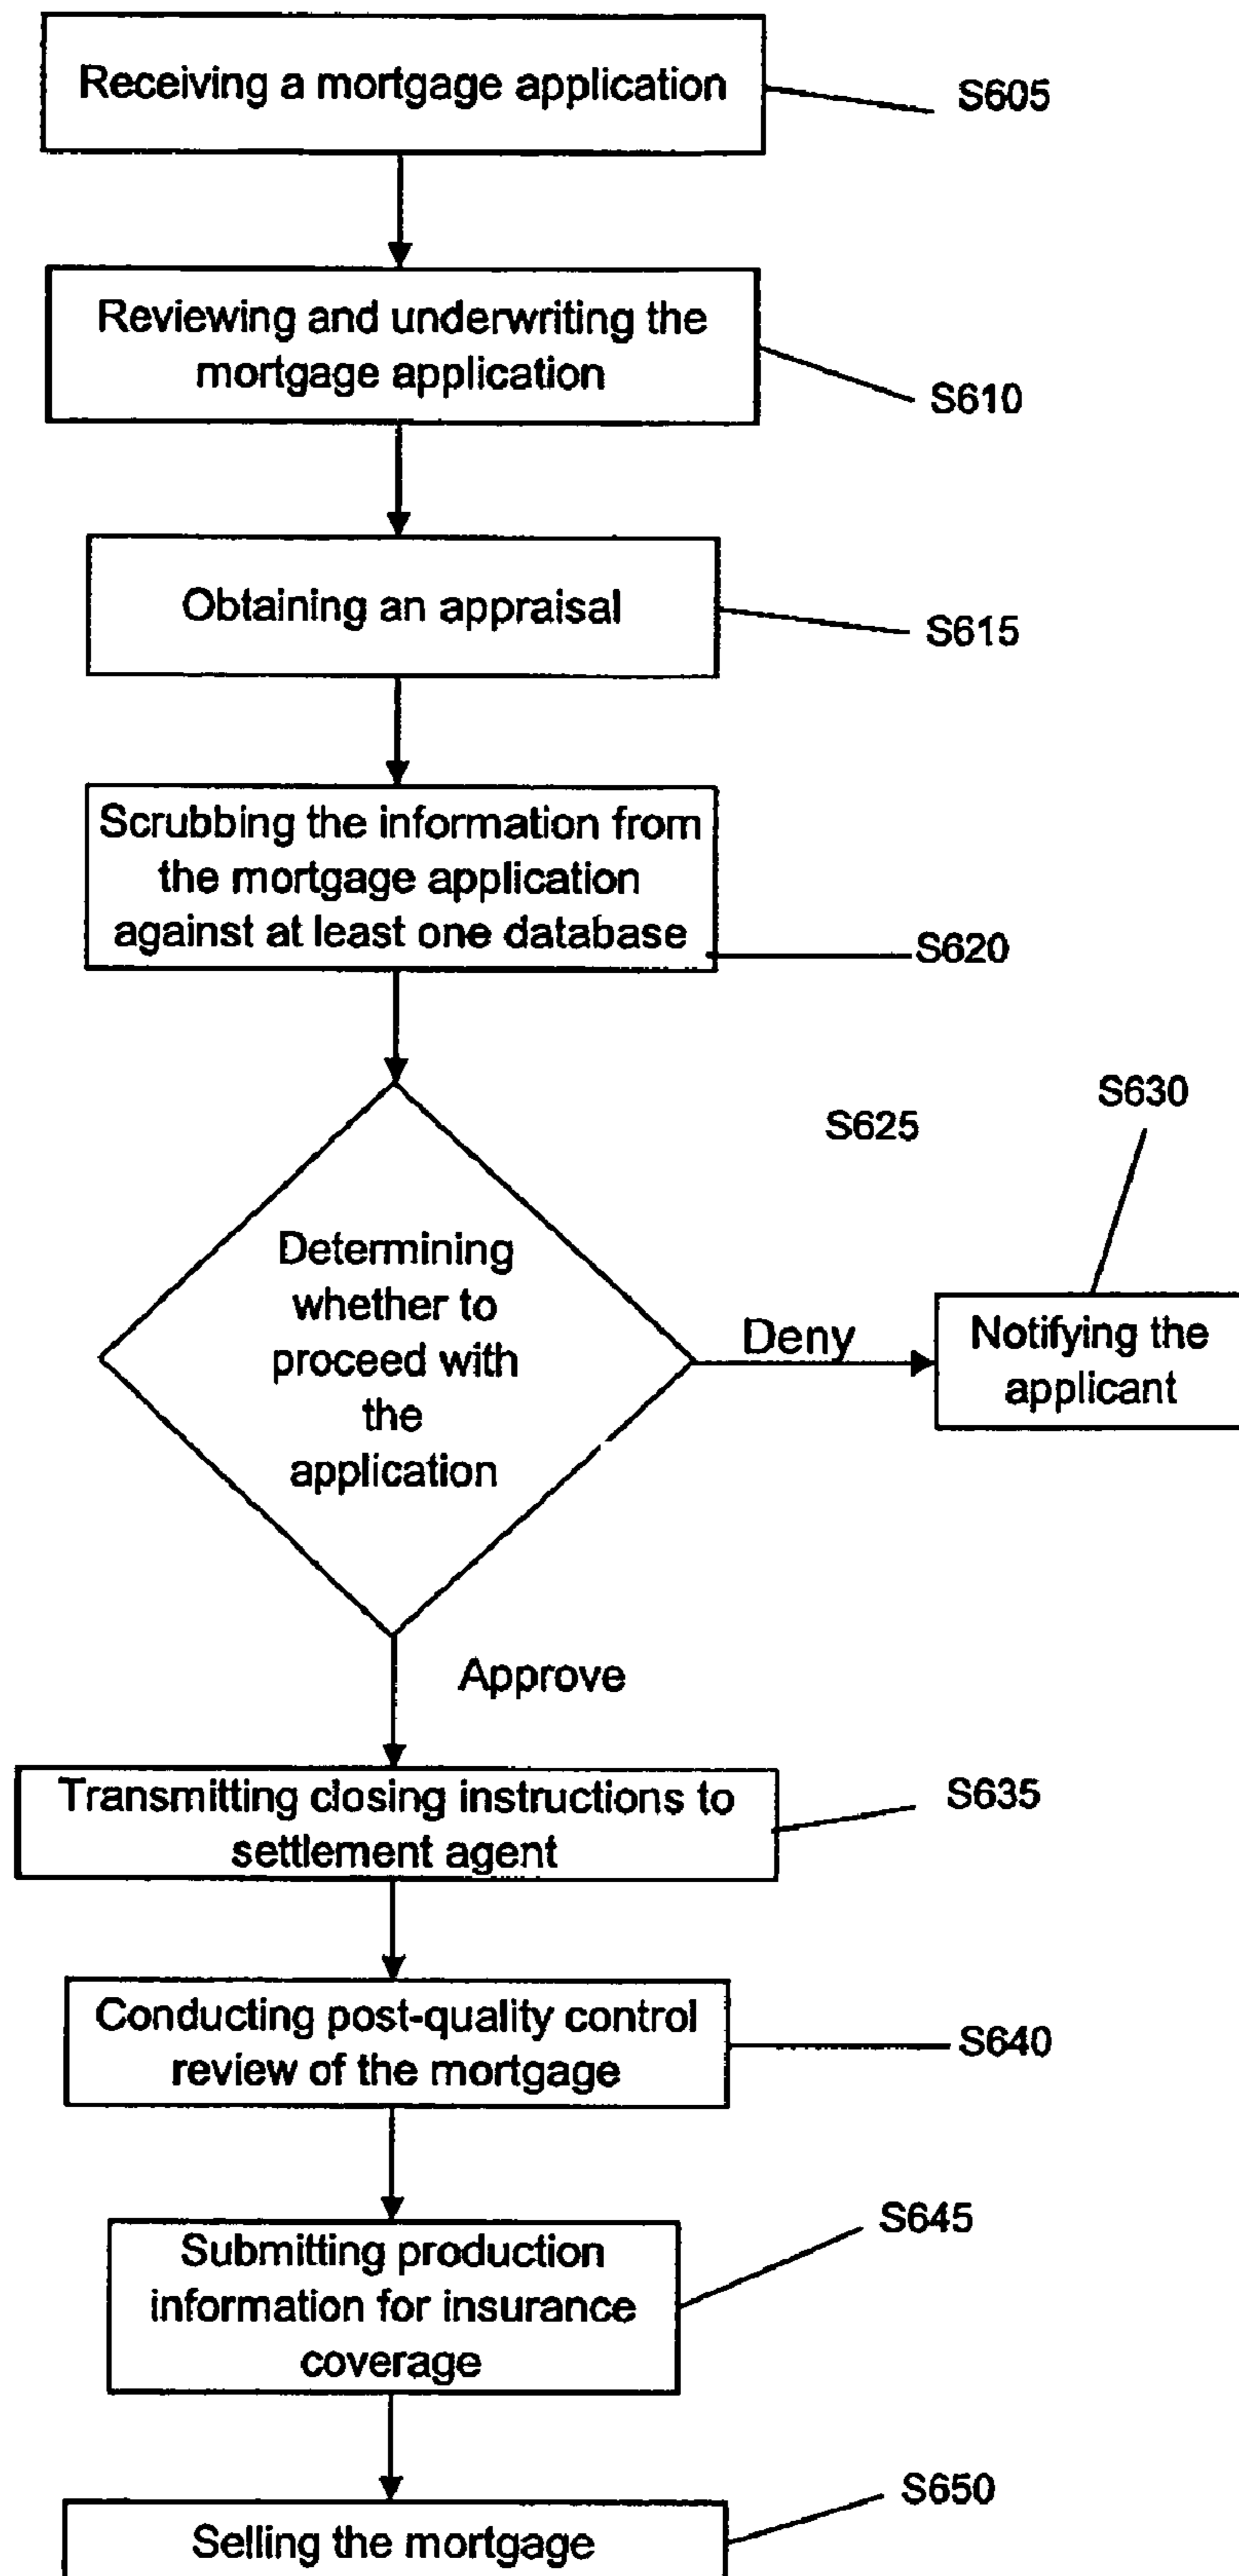 Receiving a mortgage application
S605
Reviewing and underwriting the
mortgage application
S610
Obtaining an appraisal
S615
Scrubbing the information from
the mortgage application
against at least one database
S620
S625
S630
Determining
whether to
proceed with
the
application
Deny
Notifying the
applicant
Approve
Transmitting closing instructions to
settlement agent
S635
Conducting post-quality control
review of the mortgage
S640
Submitting production
information for insurance
coverage
S645
Selling the mortgage
S650